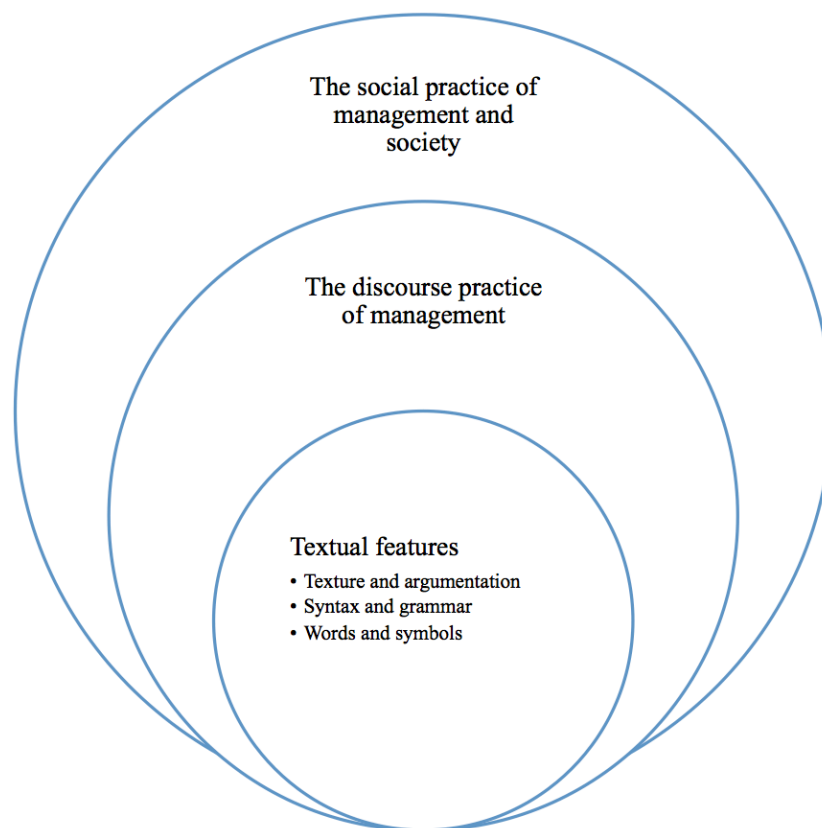 The social practice of
management and
society
The discourse practice
of management
Textual features
• Texture and argumentation
• Syntax and grammar
• Words and symbols